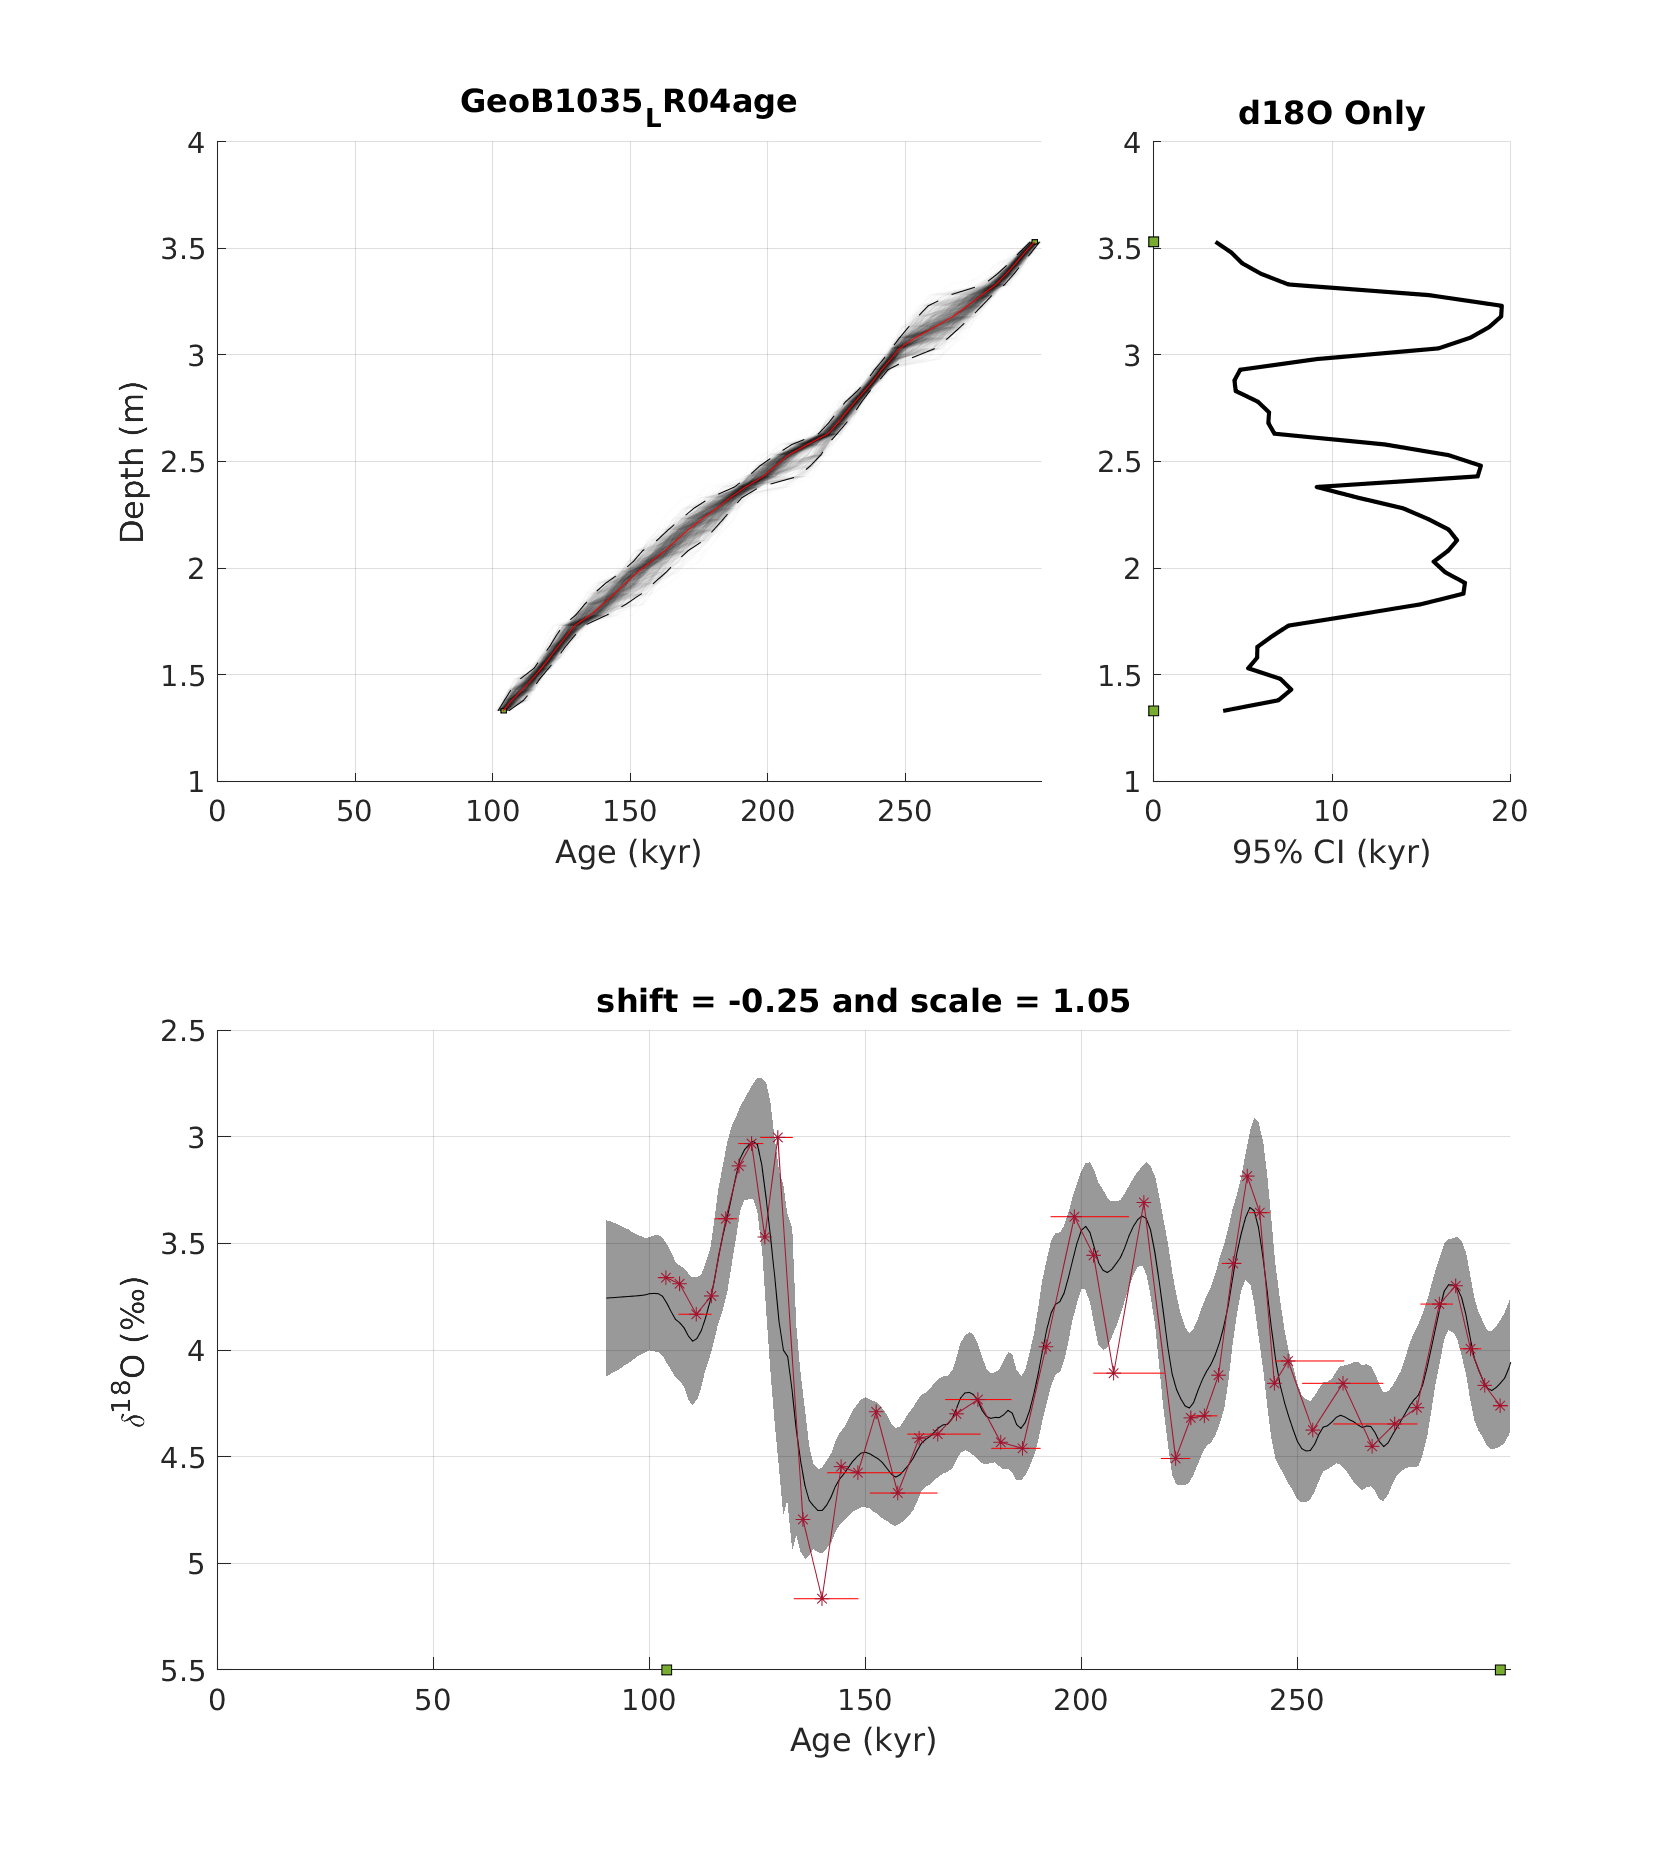 GeoB1035LR04age
d18O Only
4
3.5
3
2.5
2
1.5
1
Depth (m)
0 50 100 150 200 250
Age (kyr)
4
3.5
3
2.5
2
1.5
1
0 10 20
95% CI (kyr)
shift = -0.25 and scale = 1.05
2.5
3
3.5
4
4.5
5
5.5
δ18O (‰)
0 50 100 150 200 250
Age (kyr)